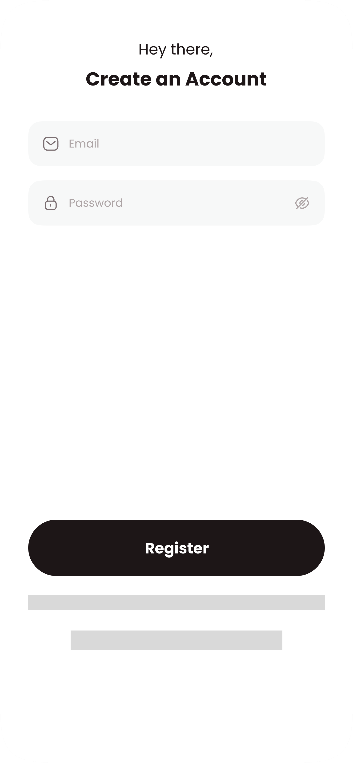 Hey there,
Create an Account
Email
Password
Register